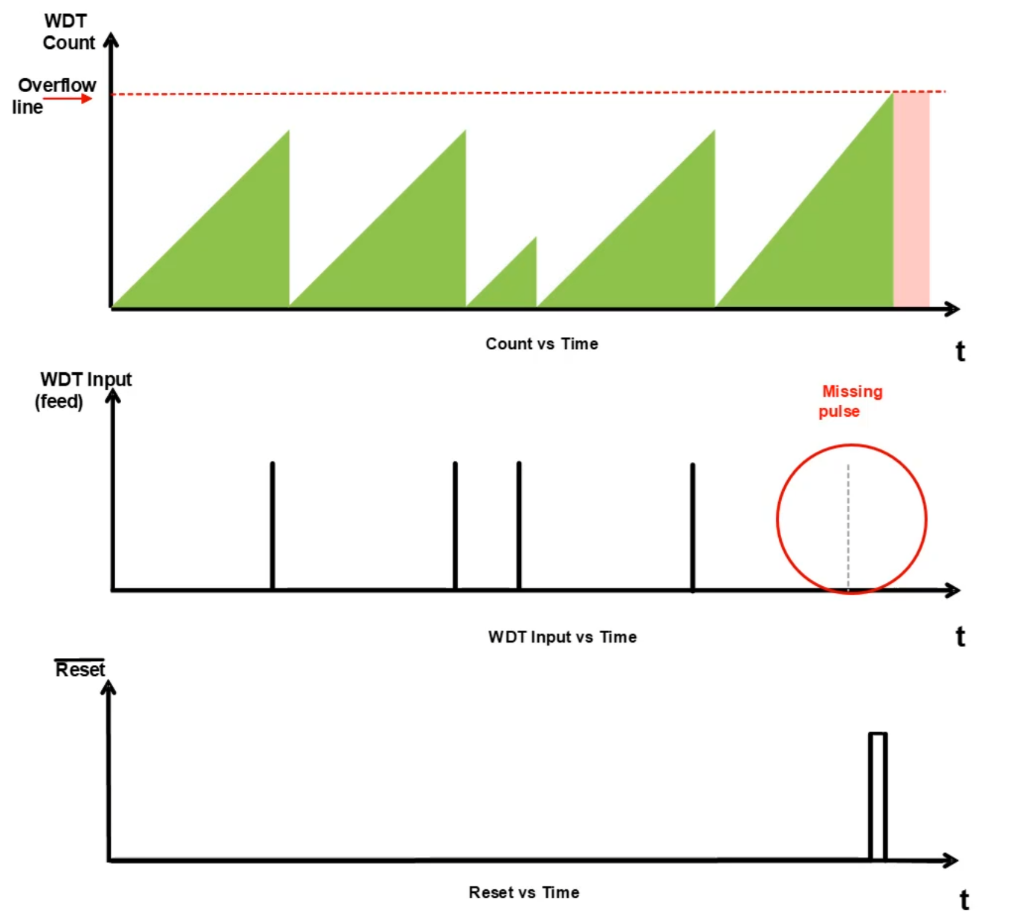 WDT
Count
Overflow
line
Count vs Time
t
WDT Input
(feed)
Missing
pulse
WDT Input vs Time
t
Reset
Reset vs Time
t